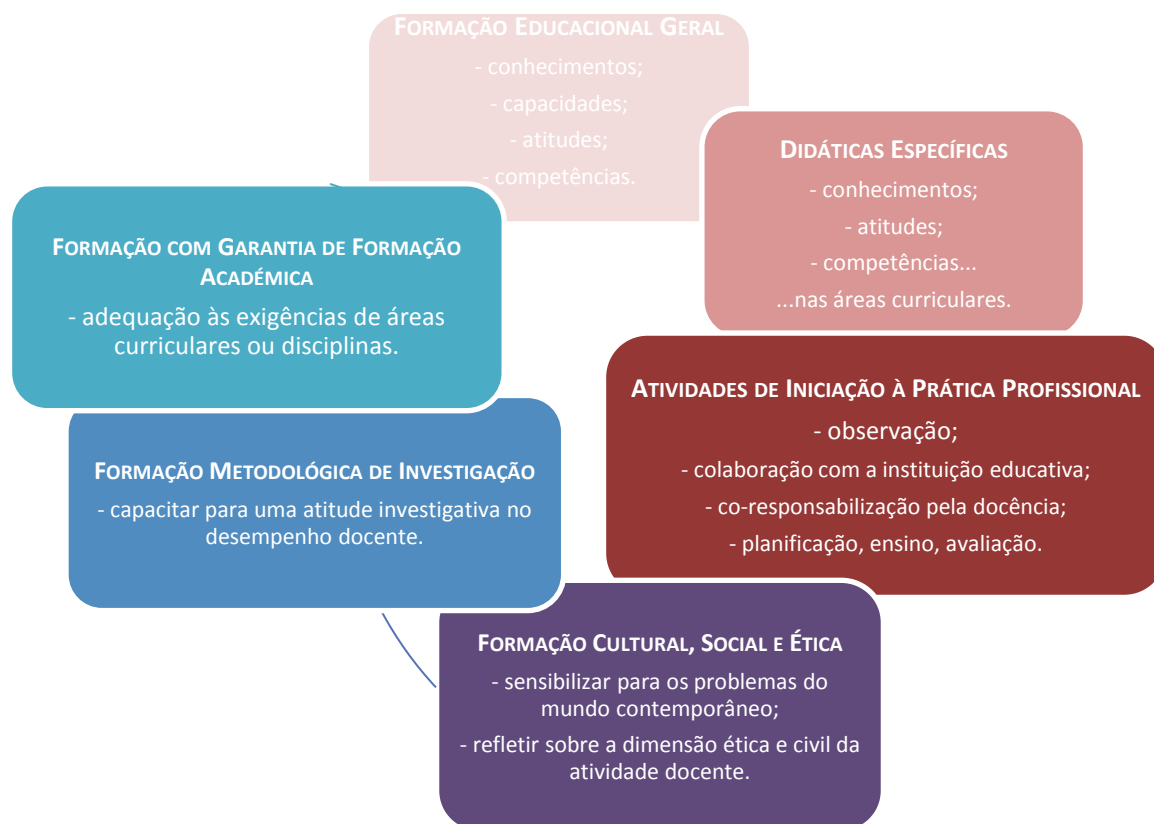 FORMAÇÃO EDUCACIONAL GERAL
- conhecimentos;
- capacidades;
- atitudes;
- competências.
DIDÁTICAS ESPECÍFICAS
- conhecimentos;
- atitudes;
- competências...
...nas áreas curriculares.
ATIVIDADES DE INICIAÇÃO À PRÁTICA PROFISSIONAL
- observação;
- colaboração com a instituição educativa;
- co-responsabilização pela docência;
- planificação, ensino, avaliação.
FORMAÇÃO CULTURAL, SOCIAL E ÉTICA
- sensibilizar para os problemas do
mundo contemporâneo;
- refletir sobre a dimensão ética e civil da
atividade docente.
FORMAÇÃO METODOLÓGICA DE INVESTIGAÇÃO
- capacitar para uma atitude investigativa no
desempenho docente.
FORMAÇÃO COM GARANTIA DE FORMAÇÃO
ACADÉMICA
- adequação às exigências de áreas
curriculares ou disciplinas.